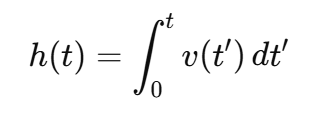 h(t) = ∫₀ᵗ v(t′) dt′